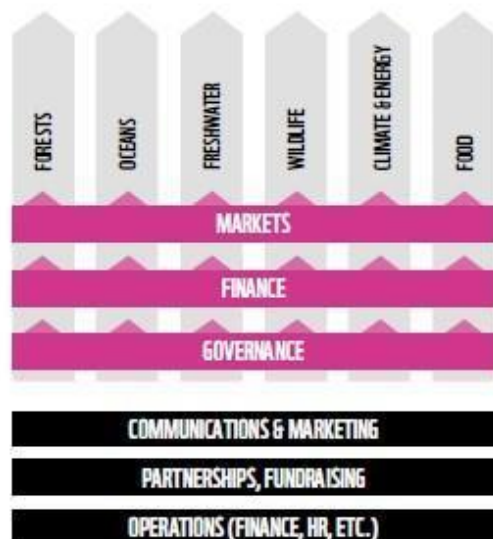 FORESTS
OCEANS
FRESHWATER
WILDLIFE
CLIMATE & ENERGY
FOOD
MARKETS
FINANCE
GOVERNANCE
COMMUNICATIONS & MARKETING
PARTNERSHIPS, FUNDRAISING
OPERATIONS (FINANCE, HR, ETC.)